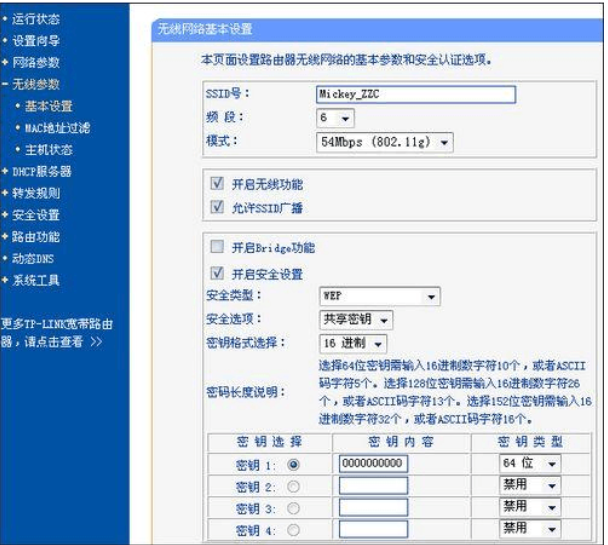 运行状态
设置向导
网络参数
无线参数
基本设置
MAC地址过滤
主机状态
DHCP服务器
转发规则
安全设置
路由功能
动态DNS
系统工具
更多TP-LINK宽带路由
器，请点击查看 >>
无线网络基本设置
本页面设置路由器无线网络的基本参数和安全认证选项。
SSID号： Mickey_ZZC
频 段： 6
模式： 54Mbps (802.11g)
开启无线功能
允许SSID广播
开启Bridge功能
开启安全设置
安全类型： WEP
安全选项： 共享密钥
密钥格式选择： 16 进制
密码长度说明：
选择64位密钥需输入16进制数字符10个，或者ASCII
码字符5个。选择128位密钥需输入16进制数字符26
个，或者ASCII码字符13个。选择152位密钥需输入16
进制数字符32个，或者ASCII码字符16个。
密 钥 选 择 密 钥 内 容 密 钥 类 型
密钥 1: 0000000000 64 位
密钥 2: 禁用
密钥 3: 禁用
密钥 4: 禁用